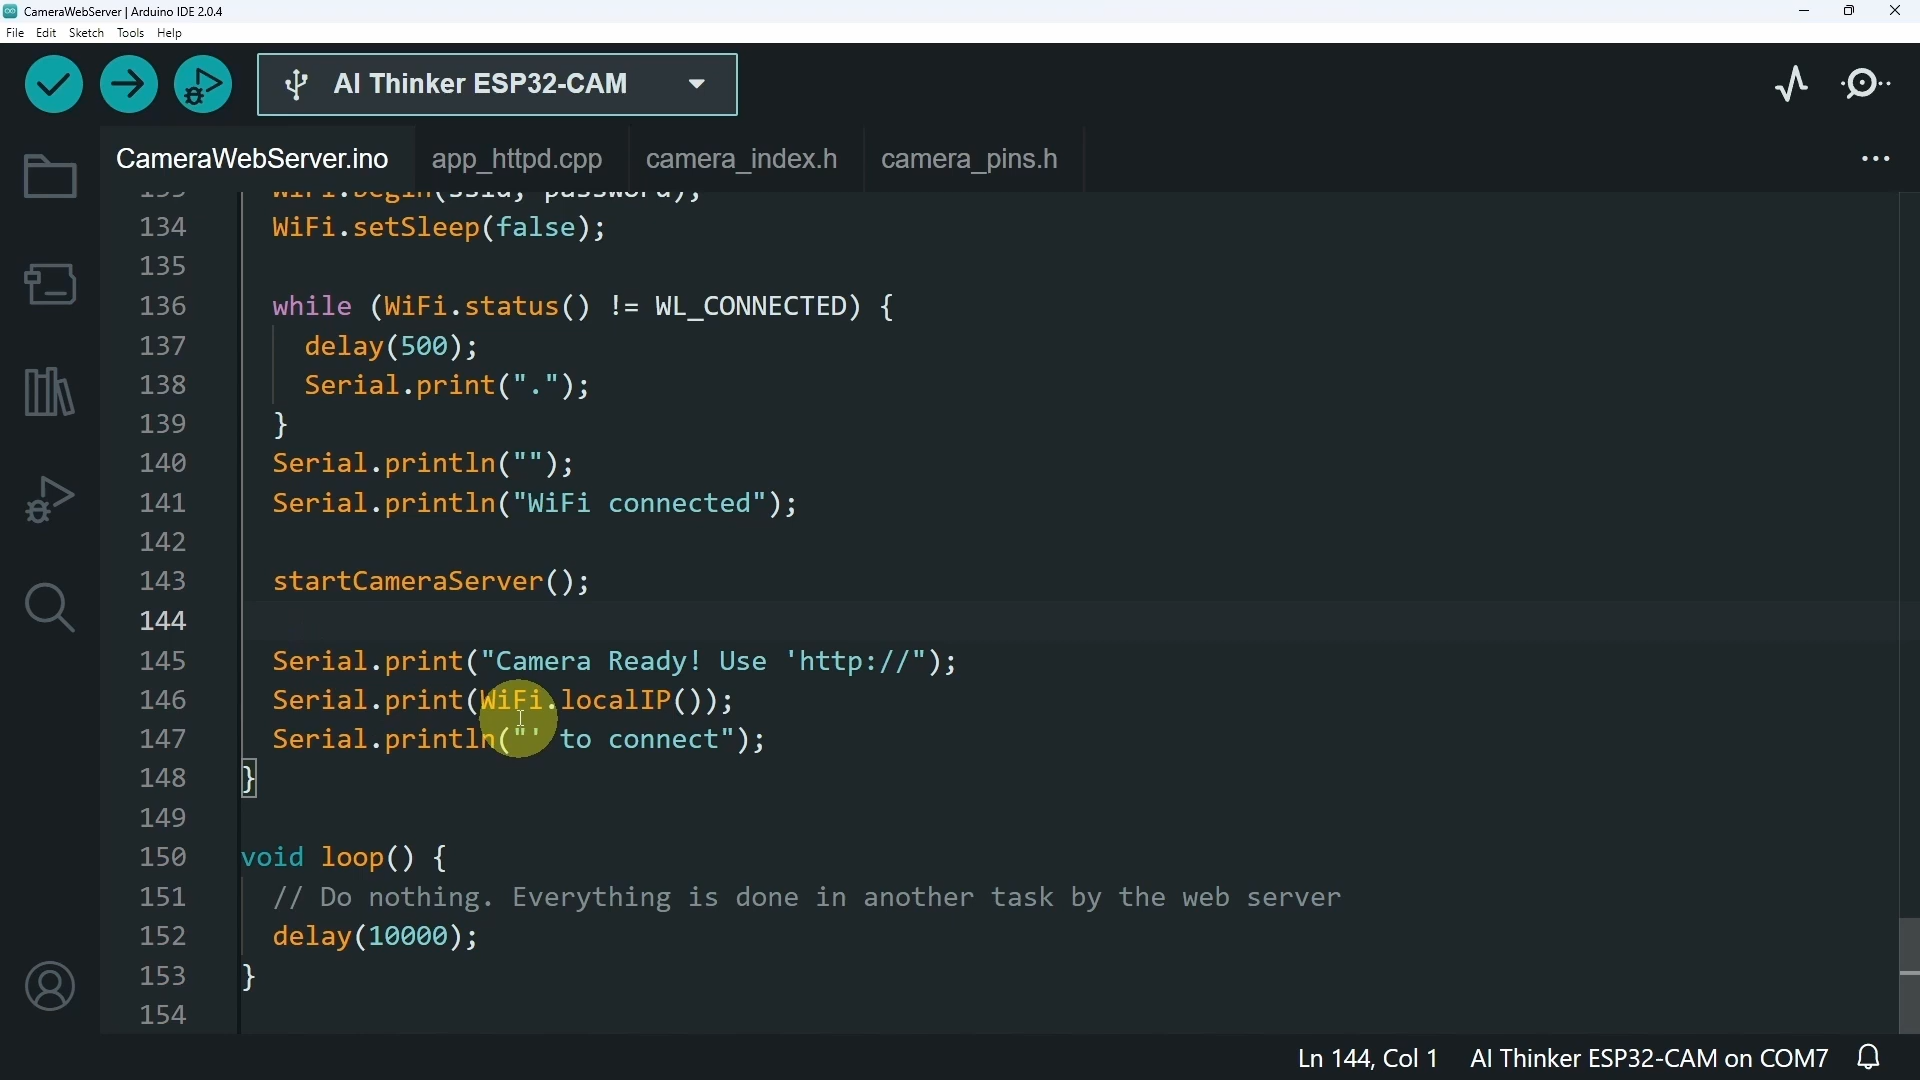 CameraWebServer | Arduino IDE 2.0.4
File Edit Sketch Tools Help
AI Thinker ESP32-CAM
CameraWebServer.ino app_httpd.cpp camera_index.h camera_pins.h
133 WiFi.begin(ssid, password);
134 WiFi.setSleep(false);
135
136 while (WiFi.status() != WL_CONNECTED) {
137 delay(500);
138 Serial.print(".");
139 }
140 Serial.println("");
141 Serial.println("WiFi connected");
142
143 startCameraServer();
144
145 Serial.print("Camera Ready! Use 'http://");
146 Serial.print(WiFi.localIP());
147 Serial.println("' to connect");
148 }
149
150 void loop() {
151 // Do nothing. Everything is done in another task by the web server
152 delay(10000);
153 }
154
Ln 144, Col 1 AI Thinker ESP32-CAM on COM7